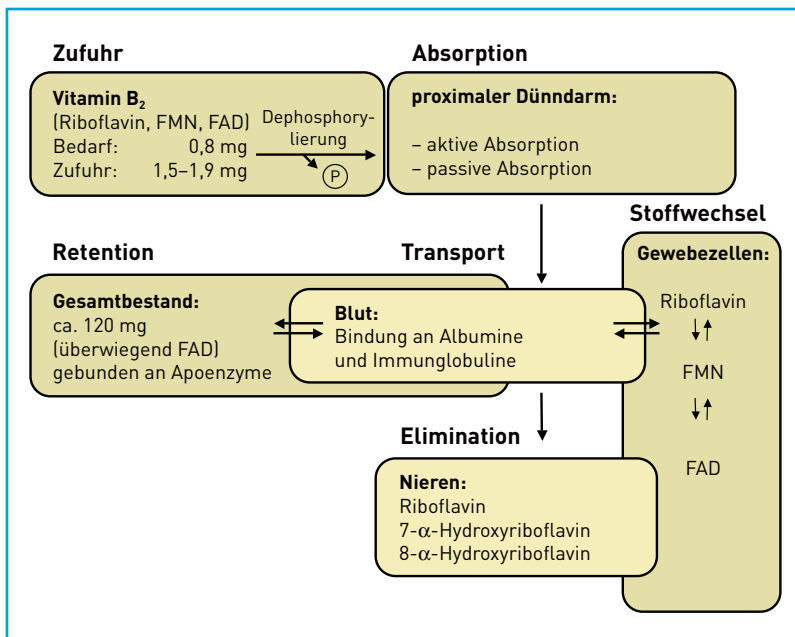 Zufuhr
Vitamin B₂
(Riboflavin, FMN, FAD)
Bedarf: 0,8 mg
Zufuhr: 1,5–1,9 mg
Dephosphory-
lierung
P
Absorption
proximaler Dünndarm:
– aktive Absorption
– passive Absorption
Stoffwechsel
Gewebezellen:
Riboflavin
FMN
FAD
Retention
Gesamtbestand:
ca. 120 mg
(überwiegend FAD)
gebunden an Apoenzyme
Transport
Blut:
Bindung an Albumine
und Immunglobuline
Elimination
Nieren:
Riboflavin
7-α-Hydroxyriboflavin
8-α-Hydroxyriboflavin